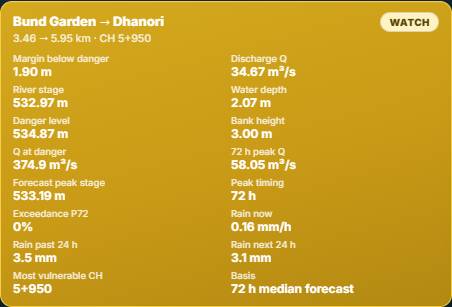 Bund Garden → Dhanori
WATCH
3.46 → 5.95 km · CH 5+950
Margin below danger
1.90 m
Discharge Q
34.67 m³/s
River stage
532.97 m
Water depth
2.07 m
Danger level
534.87 m
Bank height
3.00 m
Q at danger
374.9 m³/s
72 h peak Q
58.05 m³/s
Forecast peak stage
533.19 m
Peak timing
72 h
Exceedance P72
0%
Rain now
0.16 mm/h
Rain past 24 h
3.5 mm
Rain next 24 h
3.1 mm
Most vulnerable CH
5+950
Basis
72 h median forecast